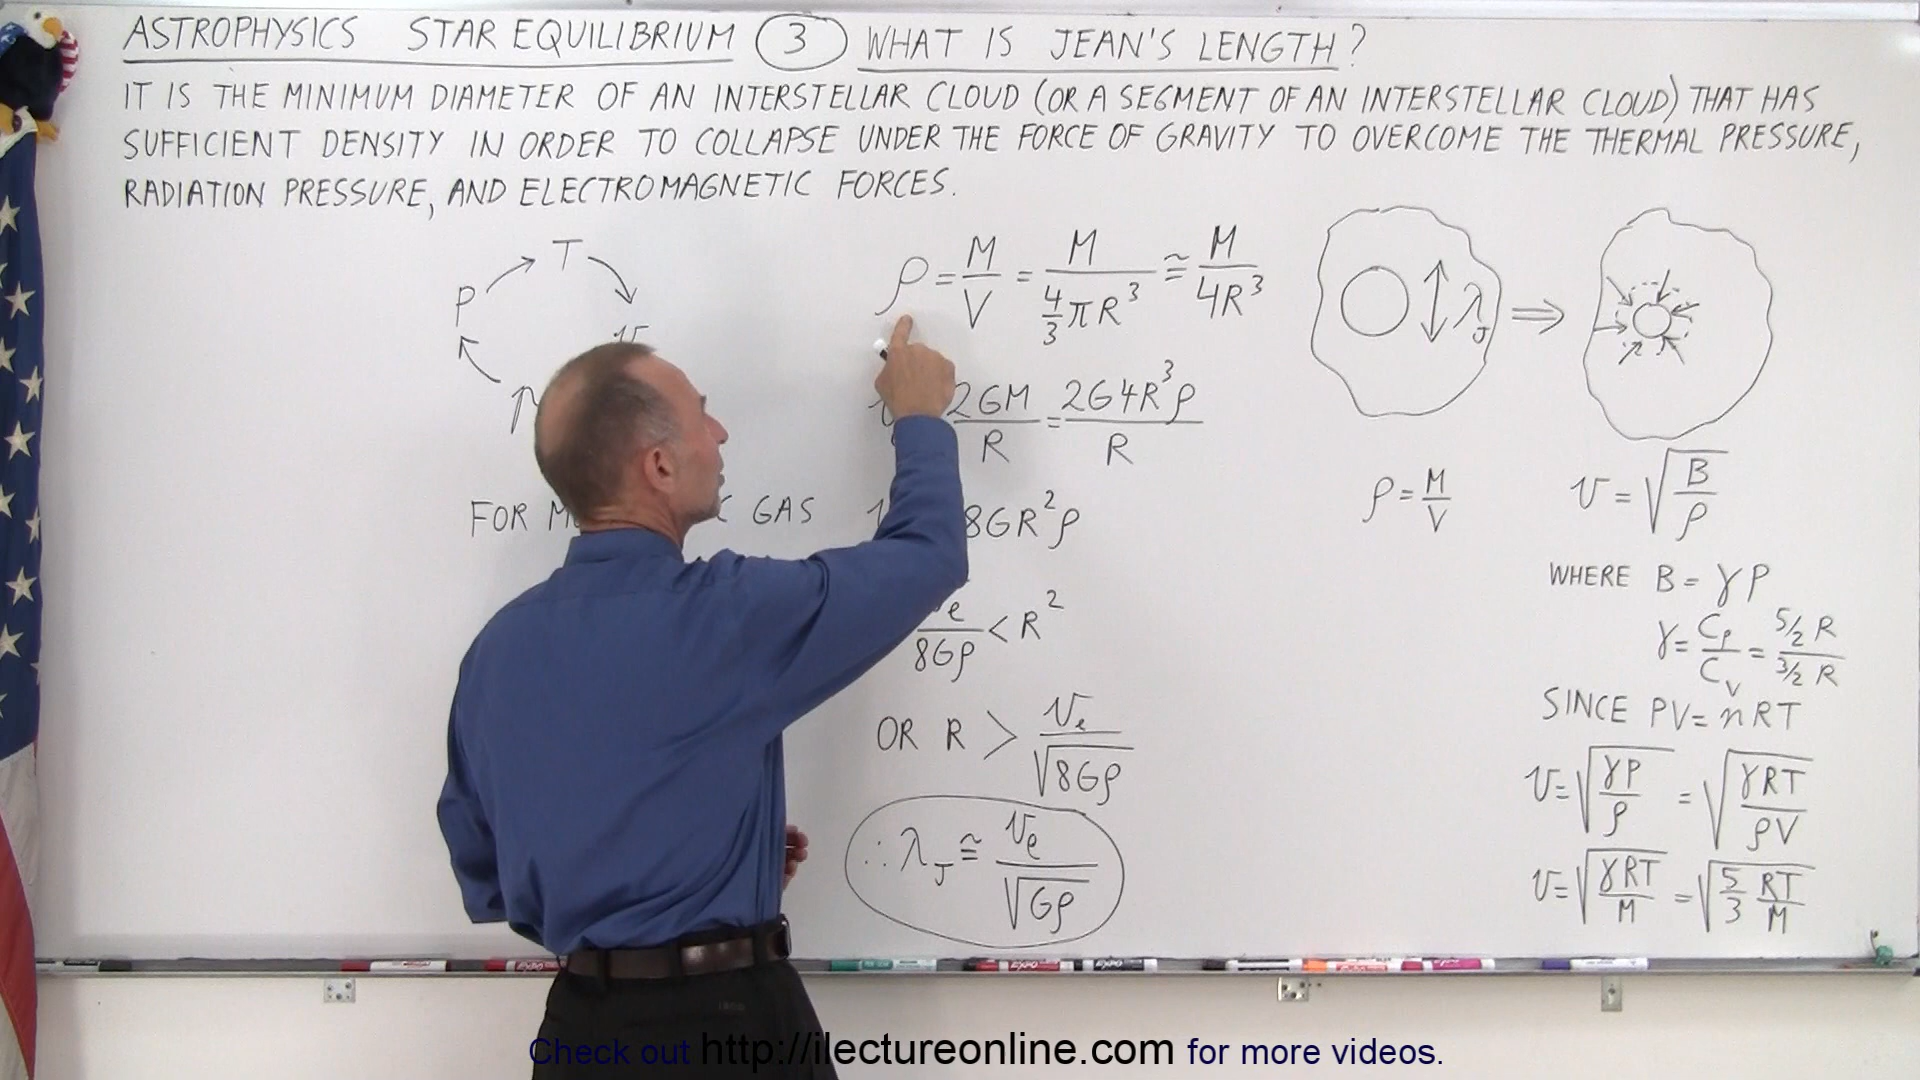 ASTROPHYSICS STAR EQUILIBRIUM 3 WHAT IS JEAN'S LENGTH?
IT IS THE MINIMUM DIAMETER OF AN INTERSTELLAR CLOUD (OR A SEGMENT OF AN INTERSTELLAR CLOUD) THAT HAS
SUFFICIENT DENSITY IN ORDER TO COLLAPSE UNDER THE FORCE OF GRAVITY TO OVERCOME THE THERMAL PRESSURE,
RADIATION PRESSURE, AND ELECTROMAGNETIC FORCES.
T
P
FOR GAS
ρ = M/V = M/(4/3 πR³) ≅ M/4R³
2GM/R = 2G4R³ρ/R
8GR²ρ
/8Gρ < R²
OR R > vₑ/√8Gρ
∴ λ_J ≅ vₑ/√Gρ
λ_J ⇒
ρ = M/V
v = √(B/ρ)
WHERE B = γP
γ = Cₚ/Cᵥ = 5/2 R / 3/2 R
SINCE PV = nRT
v = √(γP/ρ) = √(γRT/ρV)
v = √(γRT/M) = √(5/3 RT/M)
Check out http://ilectureonline.com for more videos.